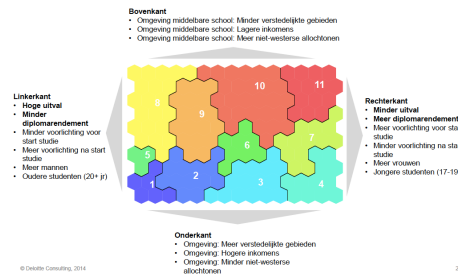 Bovenkant
• Omgeving middelbare school: Minder verstedelijkte gebieden
• Omgeving middelbare school: Lagere inkomens
• Omgeving middelbare school: Meer niet-westerse allochtonen
Linkerkant
• Hoge uitval
• Minder
diplomarendement
• Minder voorlichting voor
start studie
• Meer voorlichting na start
studie
• Meer mannen
• Oudere studenten (20+ jr)
8
9
10
11
5
6
7
1
2
3
4
Rechterkant
• Minder uitval
• Meer diplomarendement
• Meer voorlichting voor sta
studie
• Minder voorlichting na sta
studie
• Meer vrouwen
• Jongere studenten (17-19
Onderkant
• Omgeving: Meer verstedelijkte gebieden
• Omgeving: Hogere inkomens
• Omgeving: Minder niet-westerse
allochtonen
© Deloitte Consulting, 2014
2